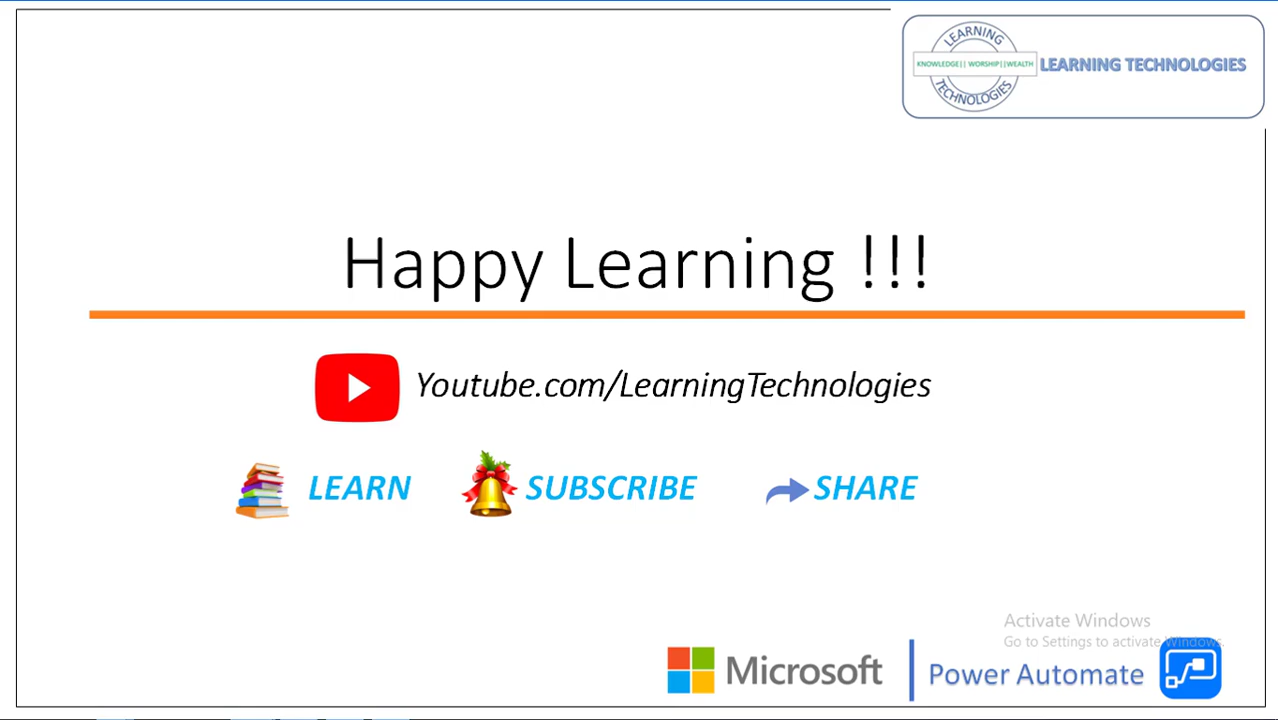 LEARNING
KNOWLEDGE|| WORSHIP||WEALTH
TECHNOLOGIES
LEARNING TECHNOLOGIES
Happy Learning !!!
Youtube.com/LearningTechnologies
LEARN SUBSCRIBE SHARE
Activate Windows
Go to Settings to activate Windows.
Microsoft | Power Automate